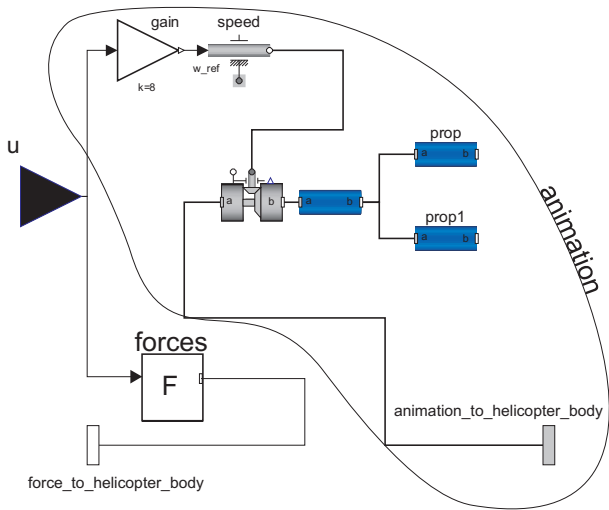 gain
speed
w_ref
k=8
u
prop
a b
a b
a b
prop1
a b
animation
forces
F
animation_to_helicopter_body
force_to_helicopter_body